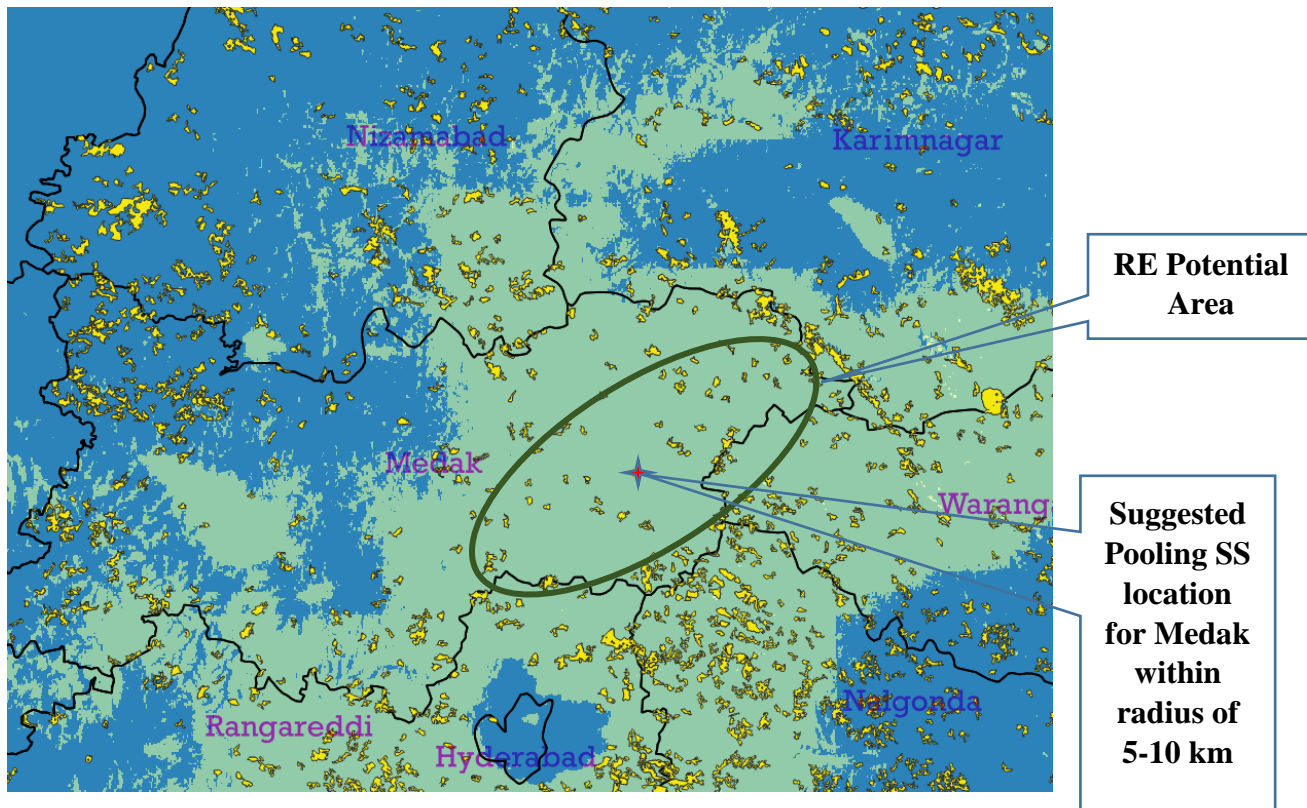 Nizamabad
Karimnagar
RE Potential
Area
Medak
Waranga
Suggested
Pooling SS
location
for Medak
within
radius of
5-10 km
Nalgonda
Rangareddi
Hyderabad